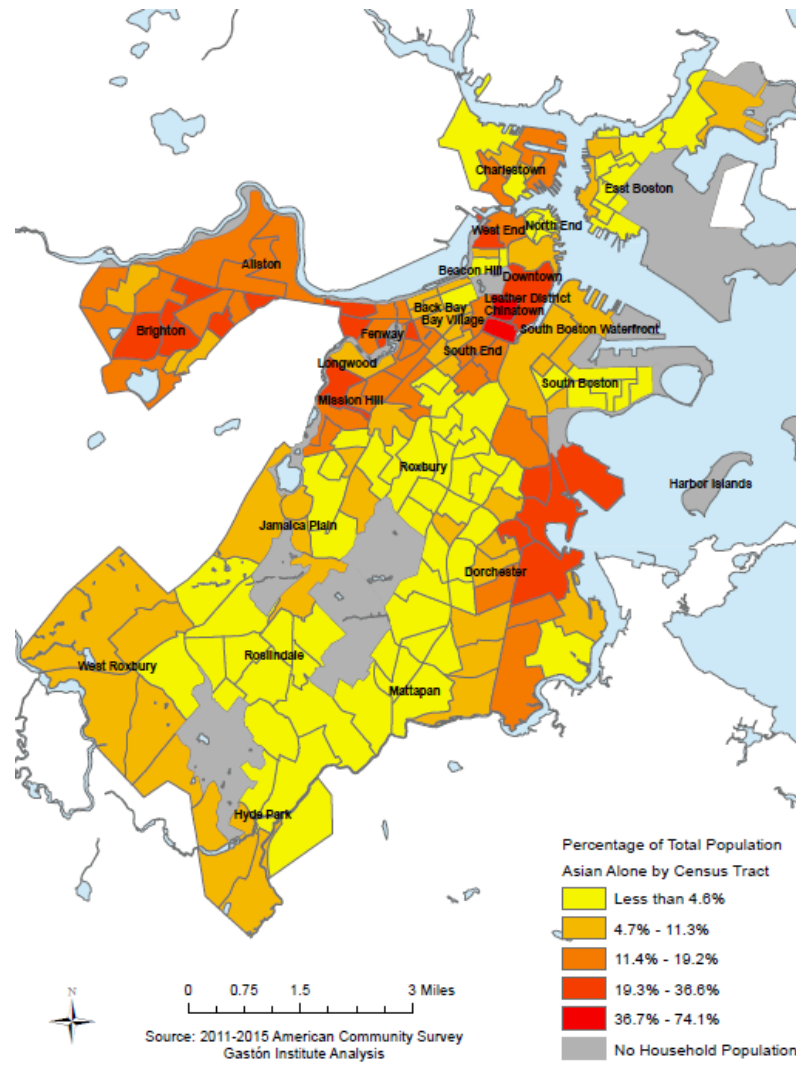 Charlestown
East Boston
West End
North End
Allston
Beacon Hill
Downtown
Leather District
Back Bay
Chinatown
Bay Village
South Boston Waterfront
Brighton
Fenway
South End
Longwood
South Boston
Mission Hill
Roxbury
Harbor Islands
Jamaica Plain
Dorchester
Roslindale
West Roxbury
Mattapan
Hyde Park
Percentage of Total Population
Asian Alone by Census Tract
Less than 4.6%
4.7% - 11.3%
11.4% - 19.2%
19.3% - 36.6%
36.7% - 74.1%
No Household Population
N
0 0.75 1.5 3 Miles
Source: 2011-2015 American Community Survey
Gastón Institute Analysis